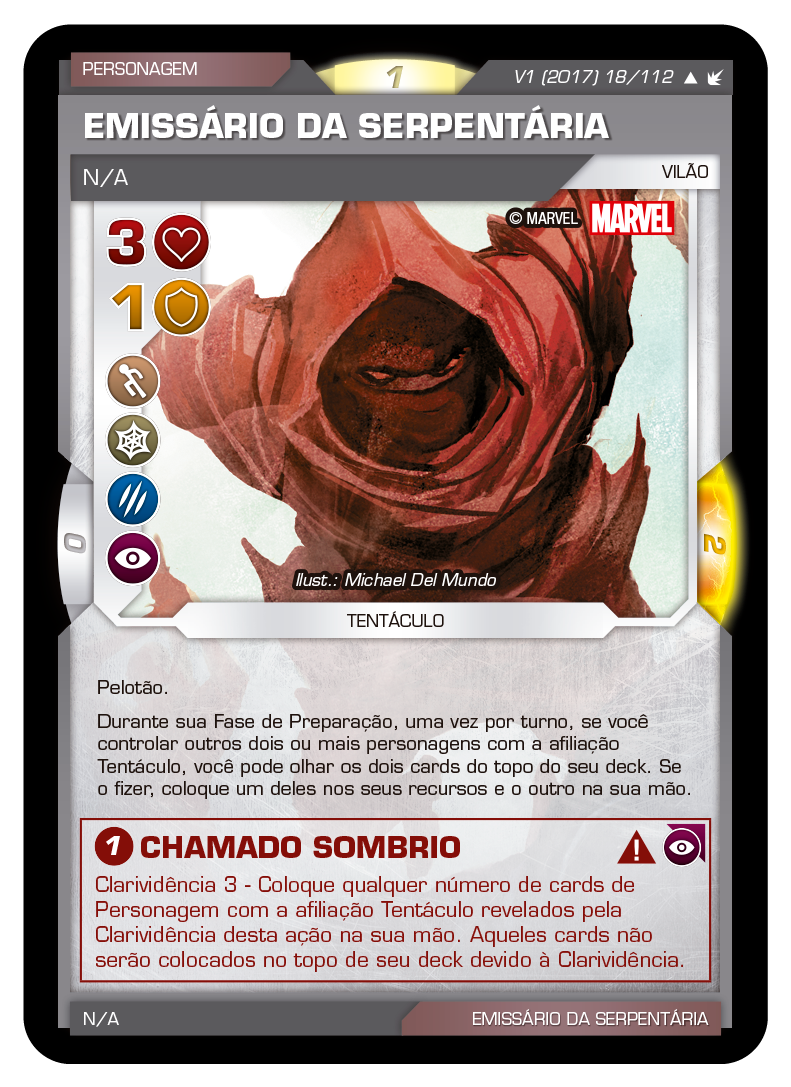 PERSONAGEM
1
V1 (2017) 18/112
EMISSÁRIO DA SERPENTÁRIA
N/A
VILÃO
© MARVEL MARVEL
3
1
0
2
Ilust.: Michael Del Mundo
TENTÁCULO
Pelotão.
Durante sua Fase de Preparação, uma vez por turno, se você
controlar outros dois ou mais personagens com a afiliação
Tentáculo, você pode olhar os dois cards do topo do seu deck. Se
o fizer, coloque um deles nos seus recursos e o outro na sua mão.
1 CHAMADO SOMBRIO
Clarividência 3 - Coloque qualquer número de cards de
Personagem com a afiliação Tentáculo revelados pela
Clarividência desta ação na sua mão. Aqueles cards não
serão colocados no topo de seu deck devido à Clarividência.
N/A
EMISSÁRIO DA SERPENTÁRIA